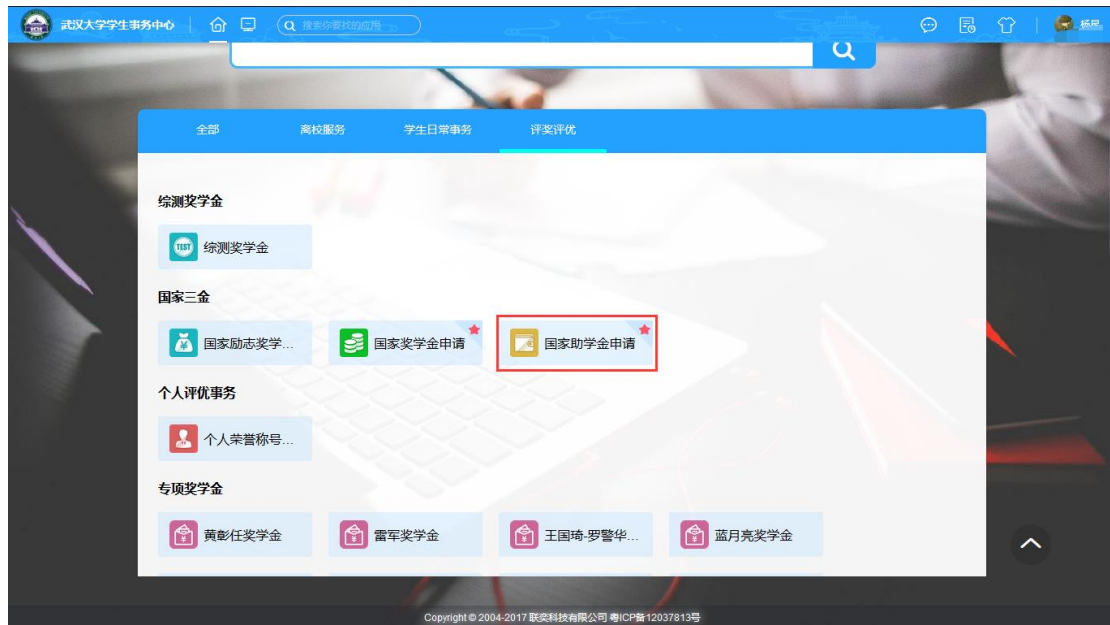 武汉大学学生事务中心
搜索你要找的应用
杨昆
全部 离校服务 学生日常事务 评奖评优
综测奖学金
TEST 综测奖学金
国家三金
国家励志奖学... 国家奖学金申请 国家助学金申请
个人评优事务
个人荣誉称号...
专项奖学金
黄彰任奖学金 雷军奖学金 王国琦-罗警华... 蓝月亮奖学金
Copyright © 2004-2017 联奕科技有限公司 粤ICP备12037813号